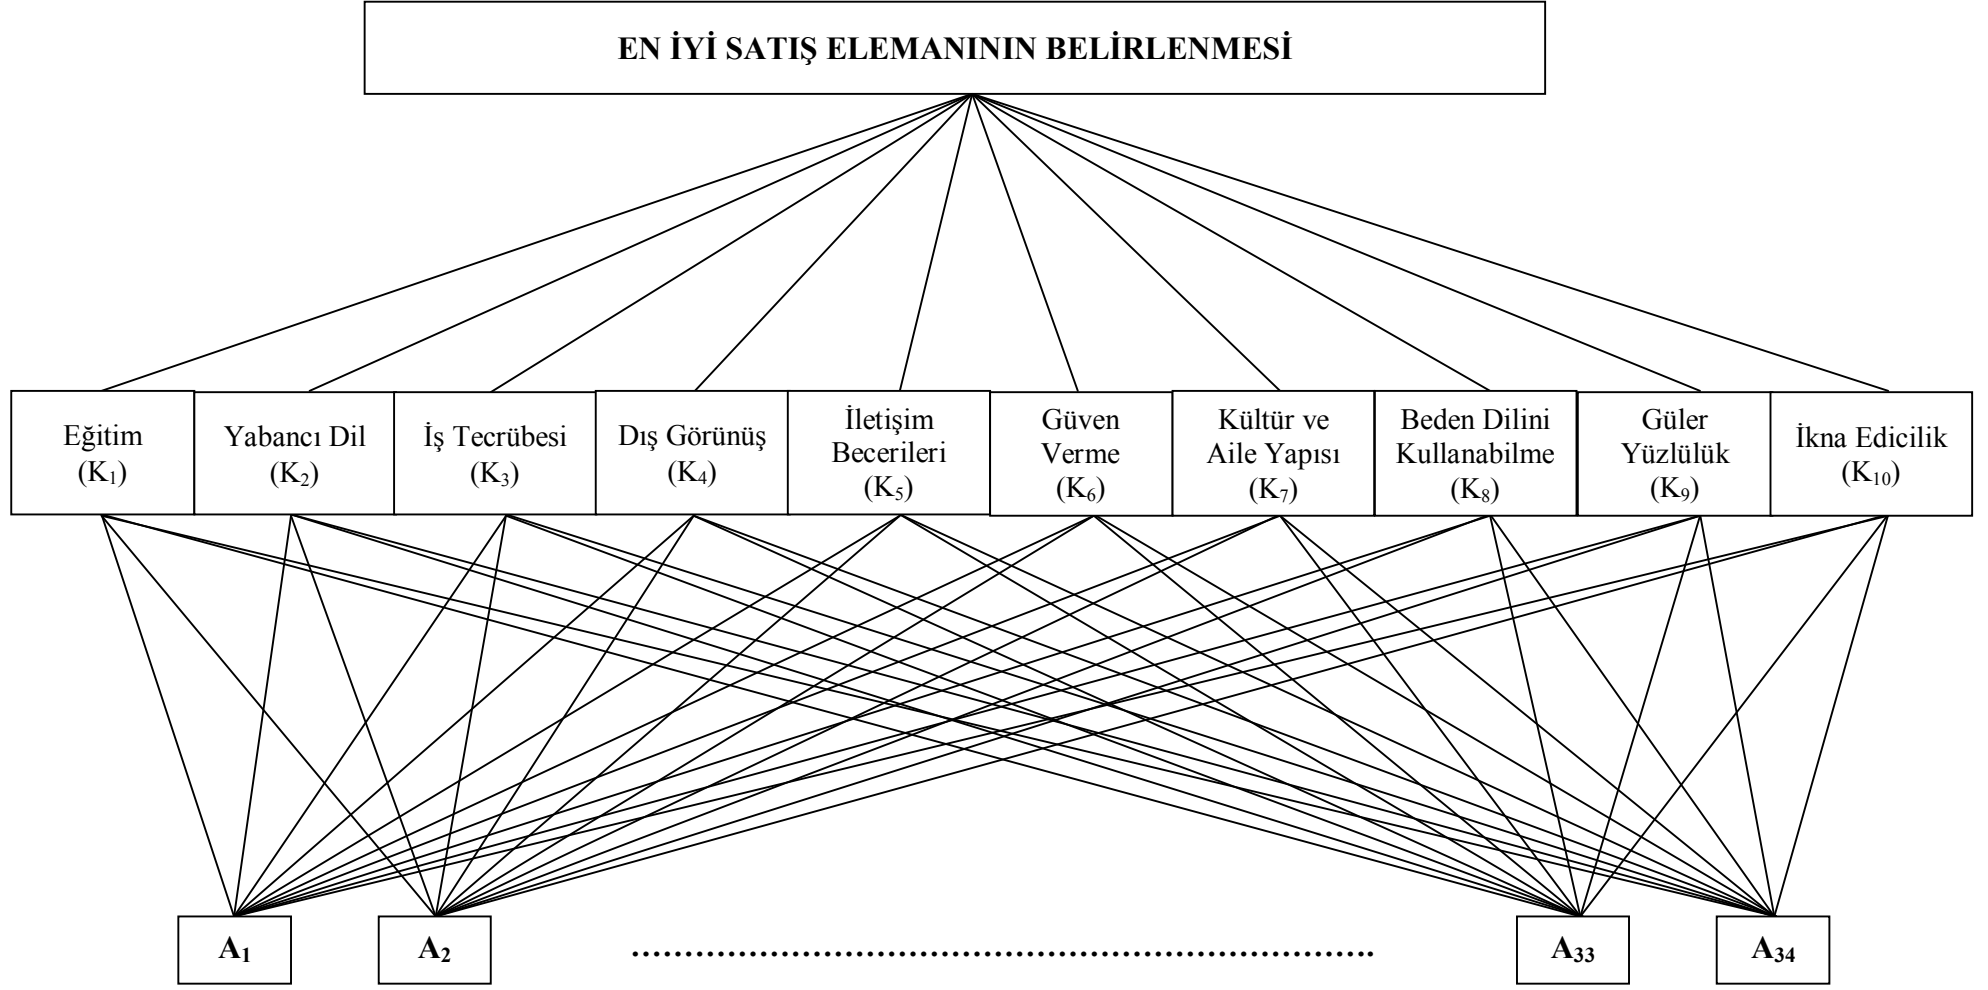 EN İYİ SATIŞ ELEMANININ BELİRLENMESİ
Eğitim
(K₁)
Yabancı Dil
(K₂)
İş Tecrübesi
(K₃)
Dış Görünüş
(K₄)
İletişim
Becerileri
(K₅)
Güven
Verme
(K₆)
Kültür ve
Aile Yapısı
(K₇)
Beden Dilini
Kullanabilme
(K₈)
Güler
Yüzlülük
(K₉)
İkna Edicilik
(K₁₀)
A₁
A₂
......................................................................
A₃₃
A₃₄